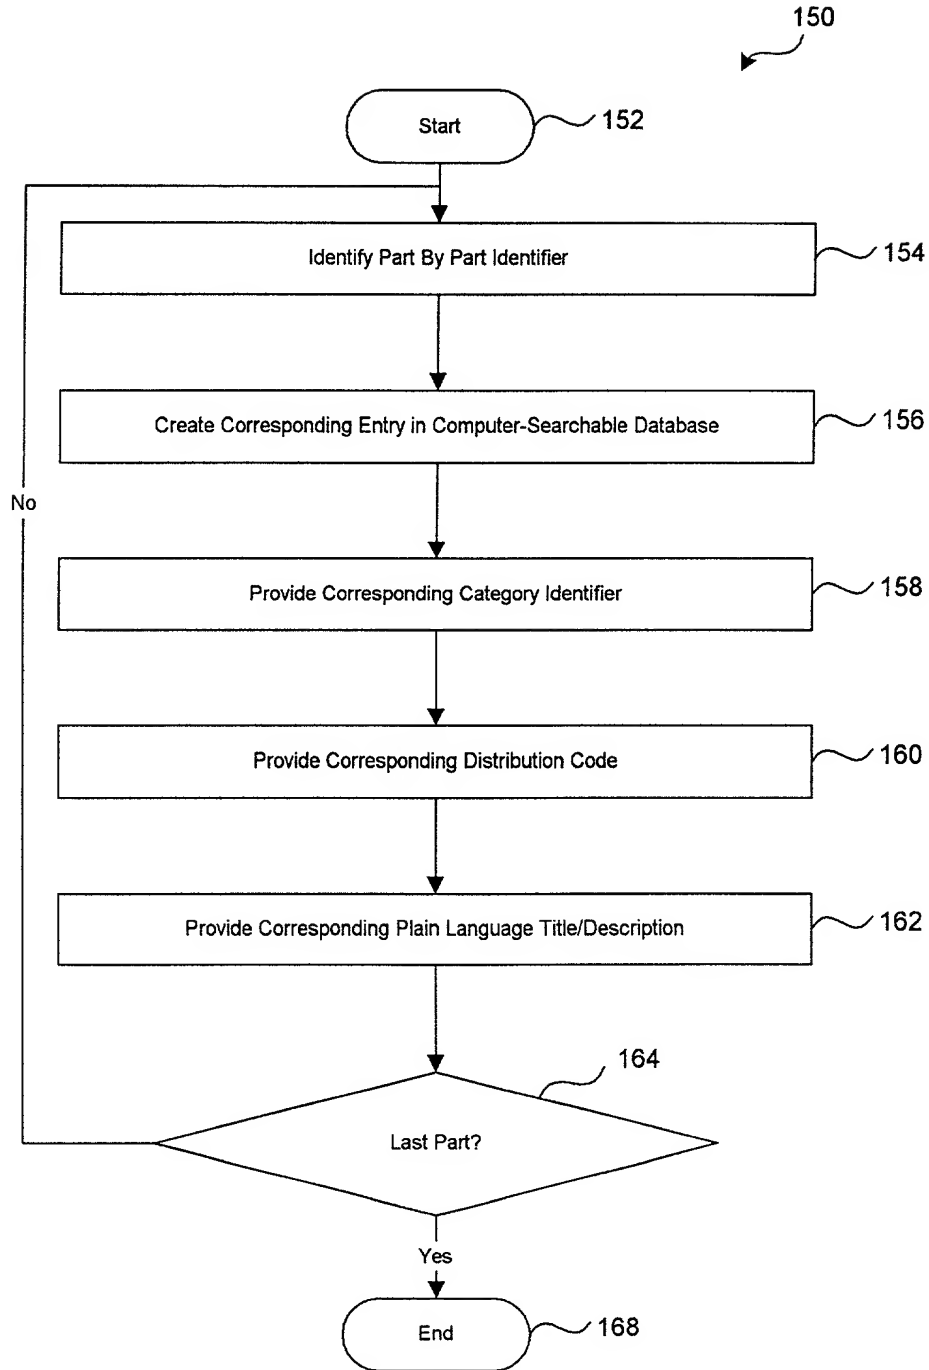 150
Start
152
Identify Part By Part Identifier
154
Create Corresponding Entry in Computer-Searchable Database
156
No
Provide Corresponding Category Identifier
158
Provide Corresponding Distribution Code
160
Provide Corresponding Plain Language Title/Description
162
164
Last Part?
Yes
End
168